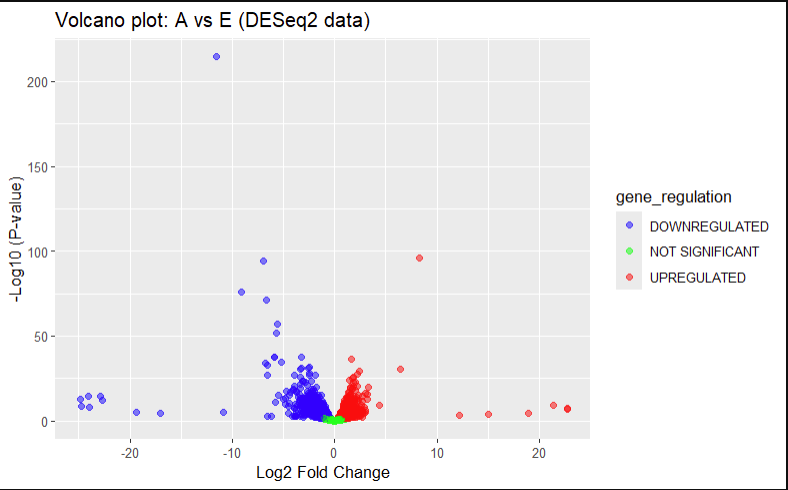 Volcano plot: A vs E (DESeq2 data)
200
150
100
50
0
-Log10 (P-value)
-20
-10
0
10
20
Log2 Fold Change
gene_regulation
DOWNREGULATED
NOT SIGNIFICANT
UPREGULATED